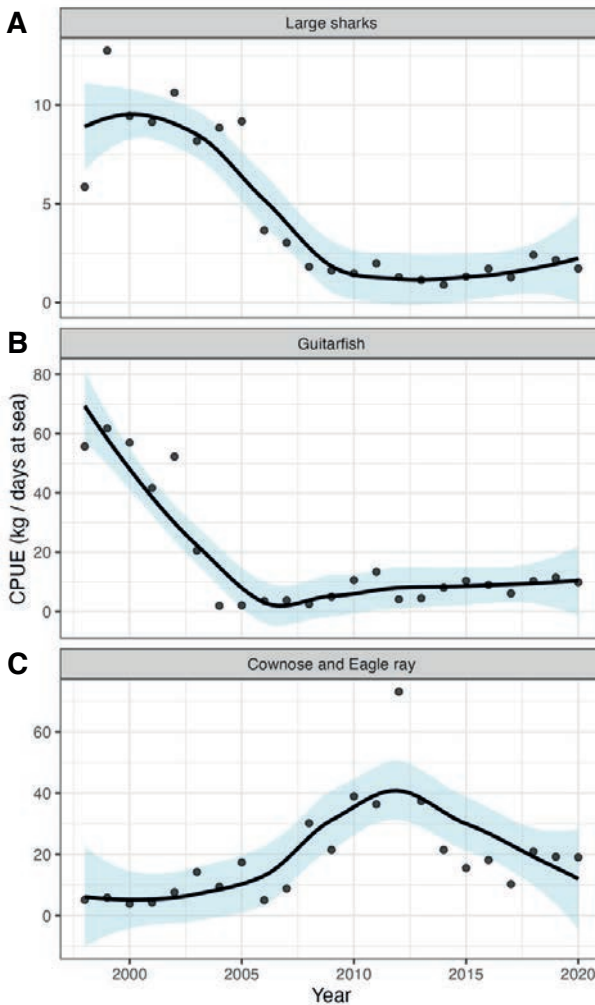 A
Large sharks
10
5
0
B
Guitarfish
80
60
40
20
0
CPUE (kg / days at sea)
C
Cownose and Eagle ray
60
40
20
0
2000 2005 2010 2015 2020
Year